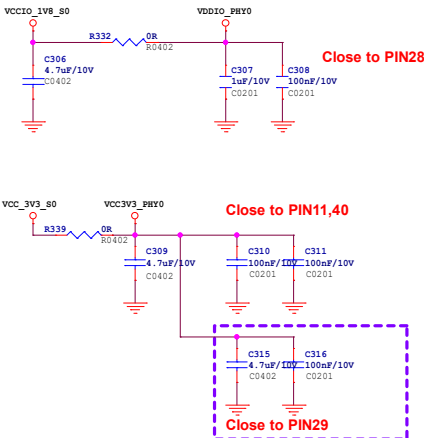 VCCIO_1V8_S0 VDDIO_PHY0
R332 0R
R0402
C306
4.7uF/10V
C0402
C307
1uF/10V
C0201
C308
100nF/10V
C0201
Close to PIN28
VCC_3V3_S0 VCC3V3_PHY0
Close to PIN11,40
R339 0R
R0402
C309
4.7uF/10V
C0402
C310
100nF/10V
C0201
C311
100nF/10V
C0201
C315
4.7uF/10V
C0402
C316
100nF/10V
C0201
Close to PIN29